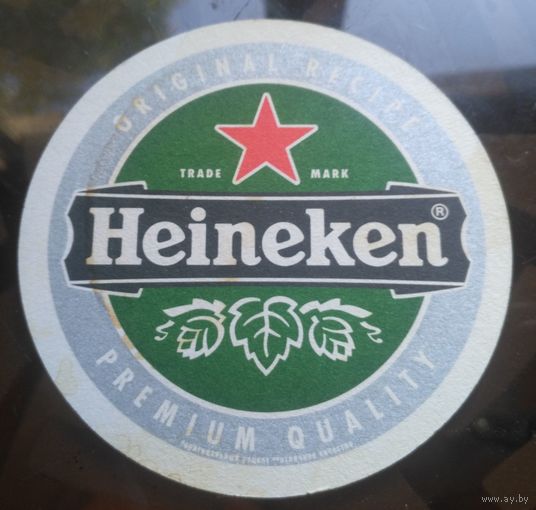 ORIGINAL RECIPE
TRADE MARK
Heineken®
PREMIUM QUALITY
www.ay.by